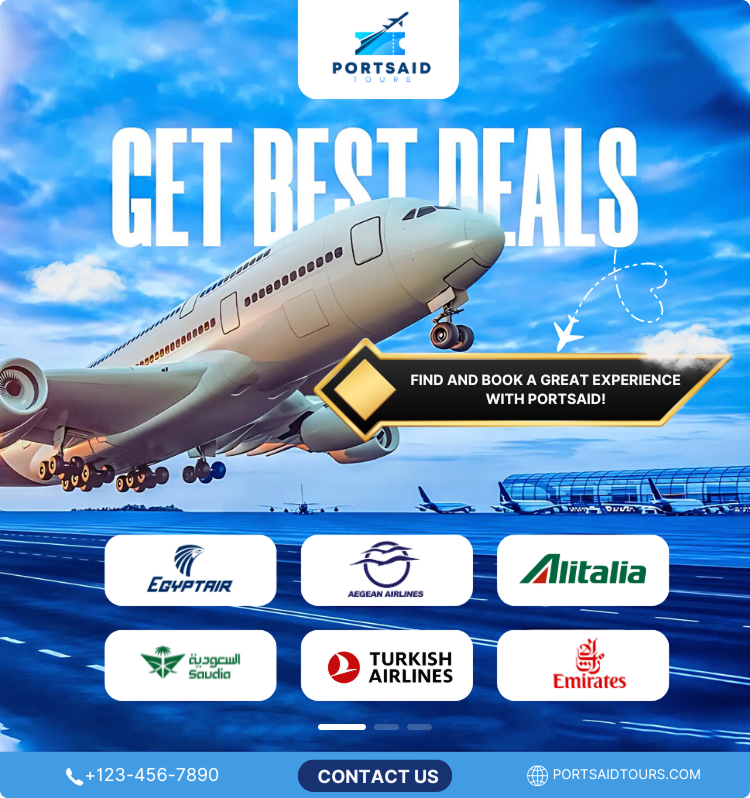 PORTSAID
TOURS
GET BEST DEALS
FIND AND BOOK A GREAT EXPERIENCE
WITH PORTSAID!
EGYPTAIR
AEGEAN AIRLINES
Alitalia
السعودية
Saudia
TURKISH
AIRLINES
Emirates
+123-456-7890
CONTACT US
PORTSAIDTOURS.COM